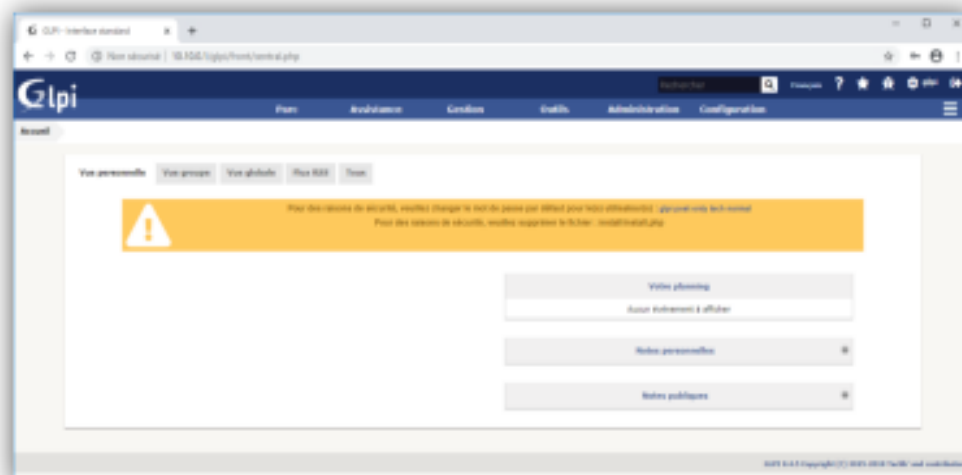 GLPI - Interface standard
Non sécurisé | 10.10.0.1/glpi/front/central.php
Glpi
Rechercher
Français
?
glpi
Parc Assistance Gestion Outils Administration Configuration
Accueil
Vue personnelle Vue groupe Vue globale Flux RSS Tous
Pour des raisons de sécurité, veuillez changer le mot de passe par défaut pour le(s) utilisateur(s) : glpi post-only tech normal
Pour des raisons de sécurité, veuillez supprimer le fichier : install/install.php
Votre planning
Aucun événement à afficher
Notes personnelles
Notes publiques